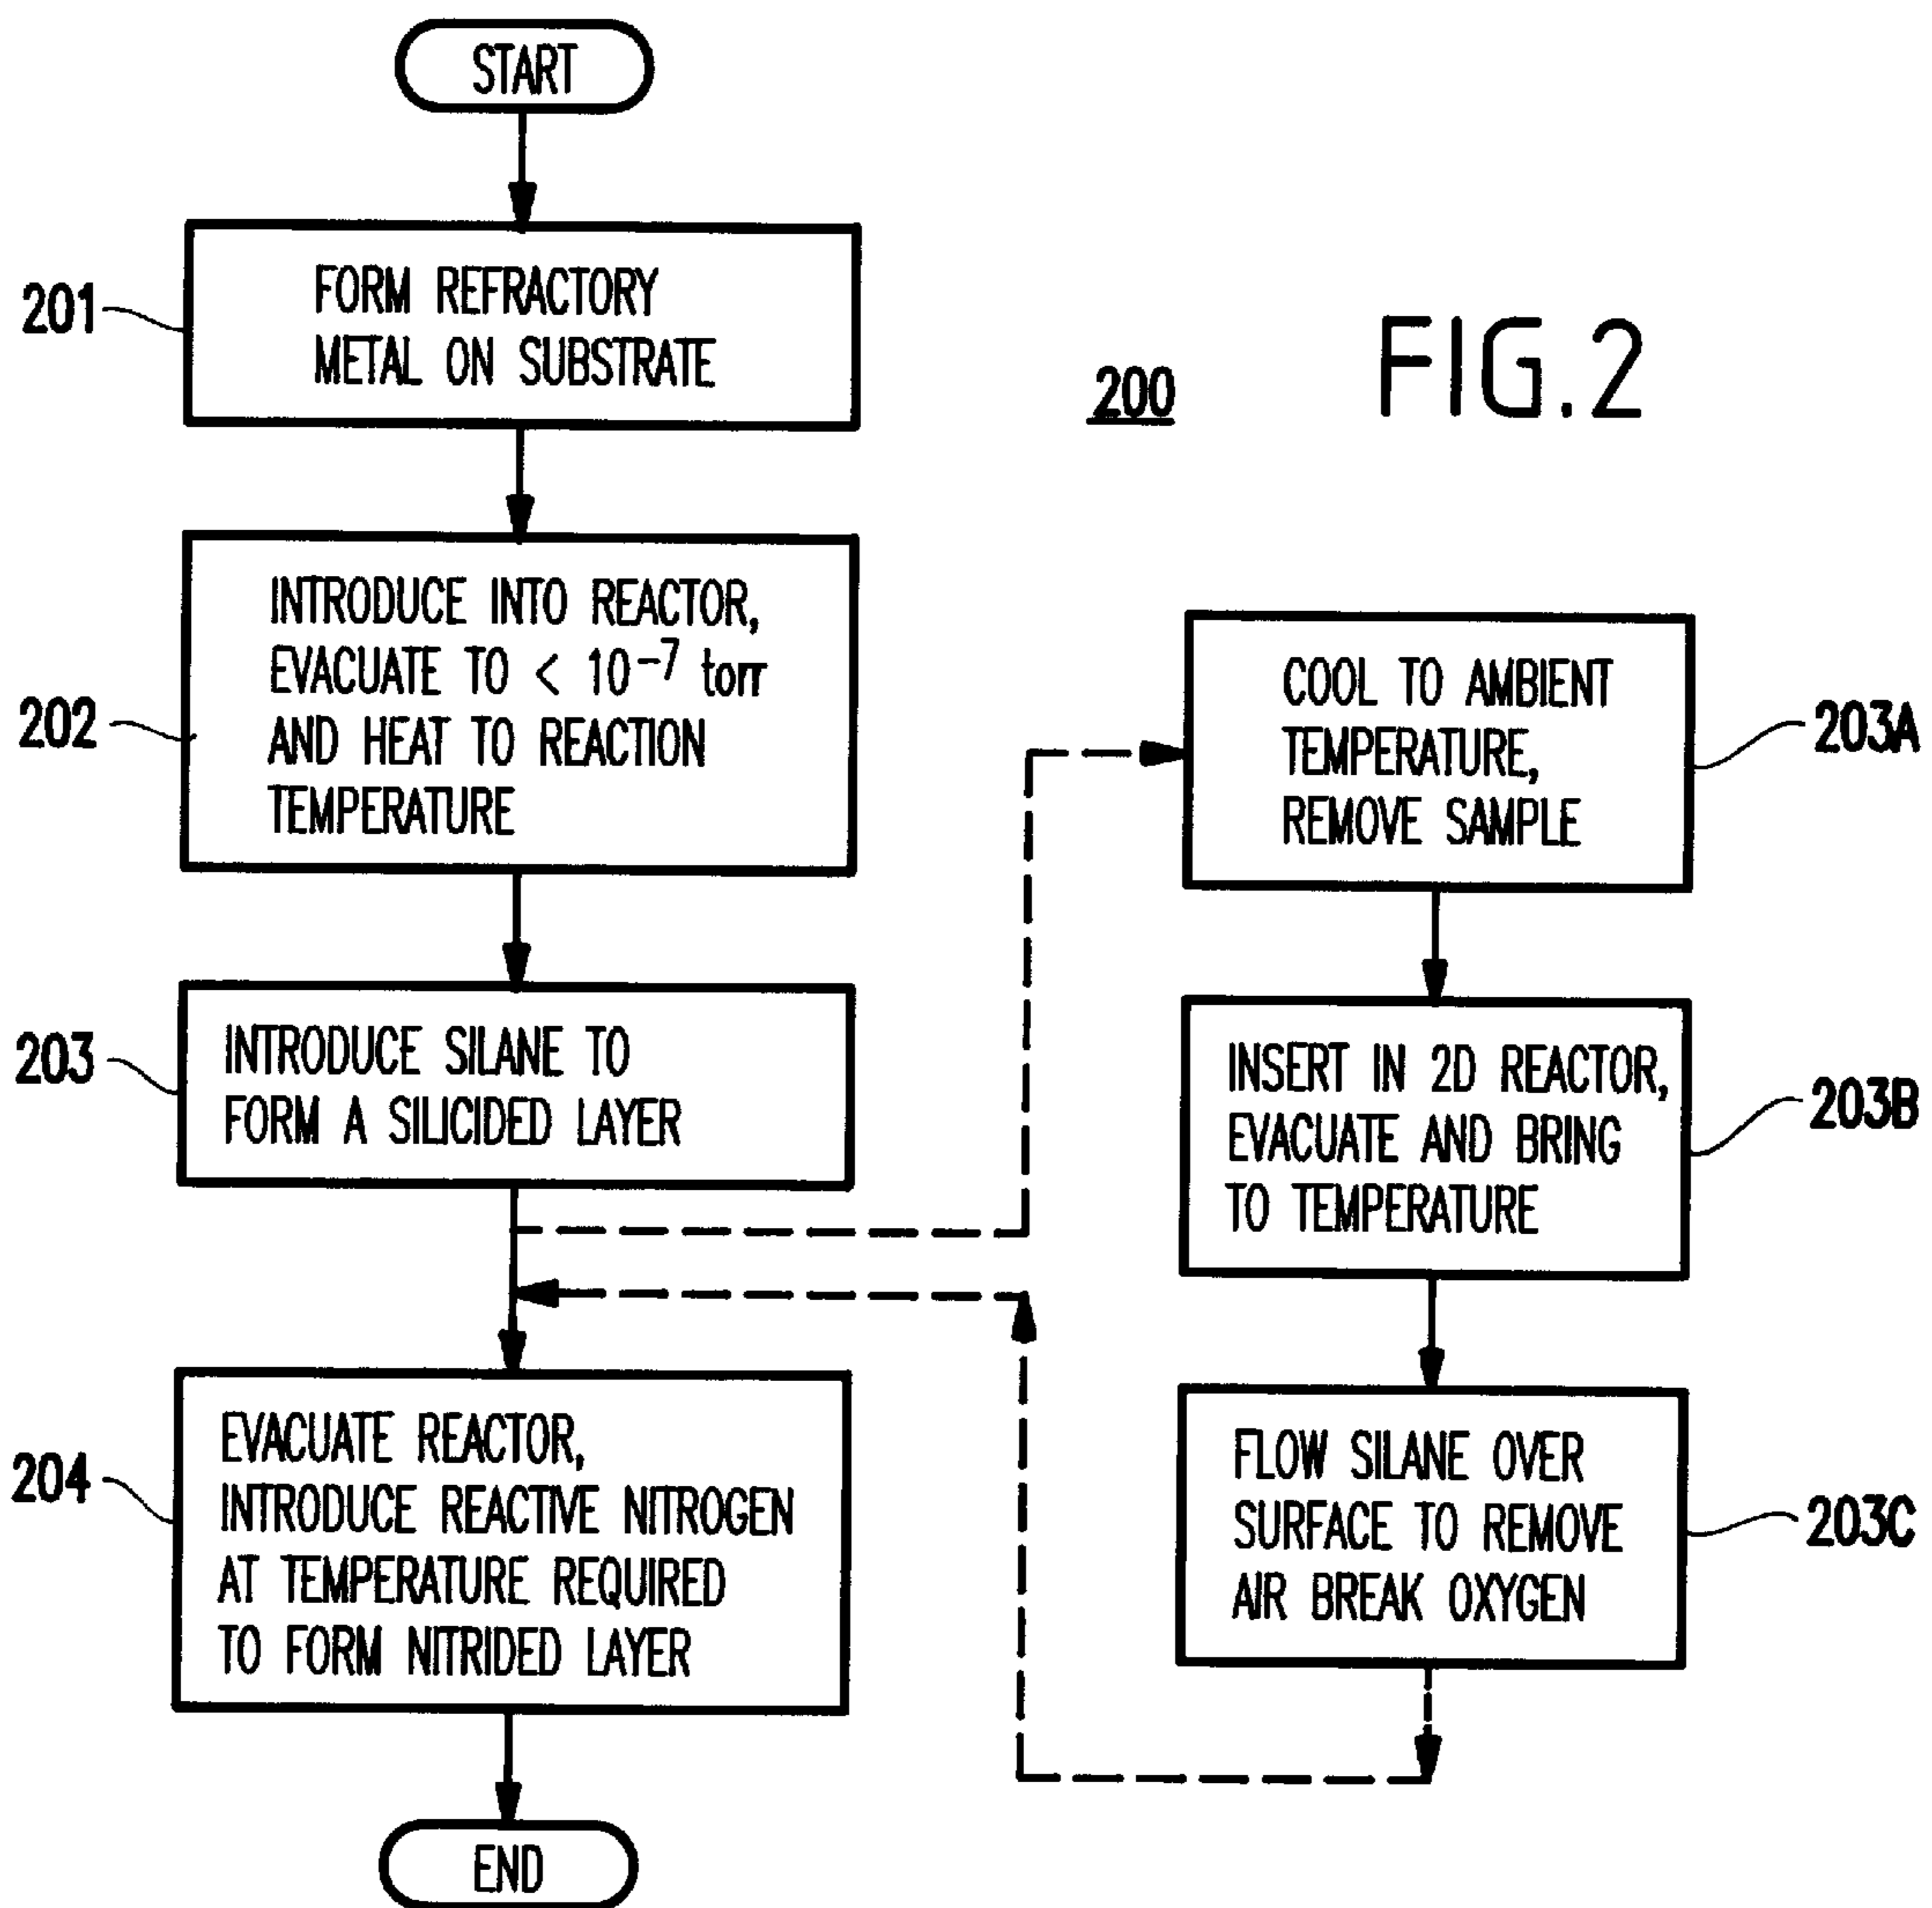 START
201
FORM REFRACTORY
METAL ON SUBSTRATE
200
FIG.2
202
INTRODUCE INTO REACTOR,
EVACUATE TO < 10⁻⁷ torr
AND HEAT TO REACTION
TEMPERATURE
203
INTRODUCE SILANE TO
FORM A SILICIDED LAYER
204
EVACUATE REACTOR,
INTRODUCE REACTIVE NITROGEN
AT TEMPERATURE REQUIRED
TO FORM NITRIDED LAYER
END
COOL TO AMBIENT
TEMPERATURE,
REMOVE SAMPLE
203A
INSERT IN 2D REACTOR,
EVACUATE AND BRING
TO TEMPERATURE
203B
FLOW SILANE OVER
SURFACE TO REMOVE
AIR BREAK OXYGEN
203C